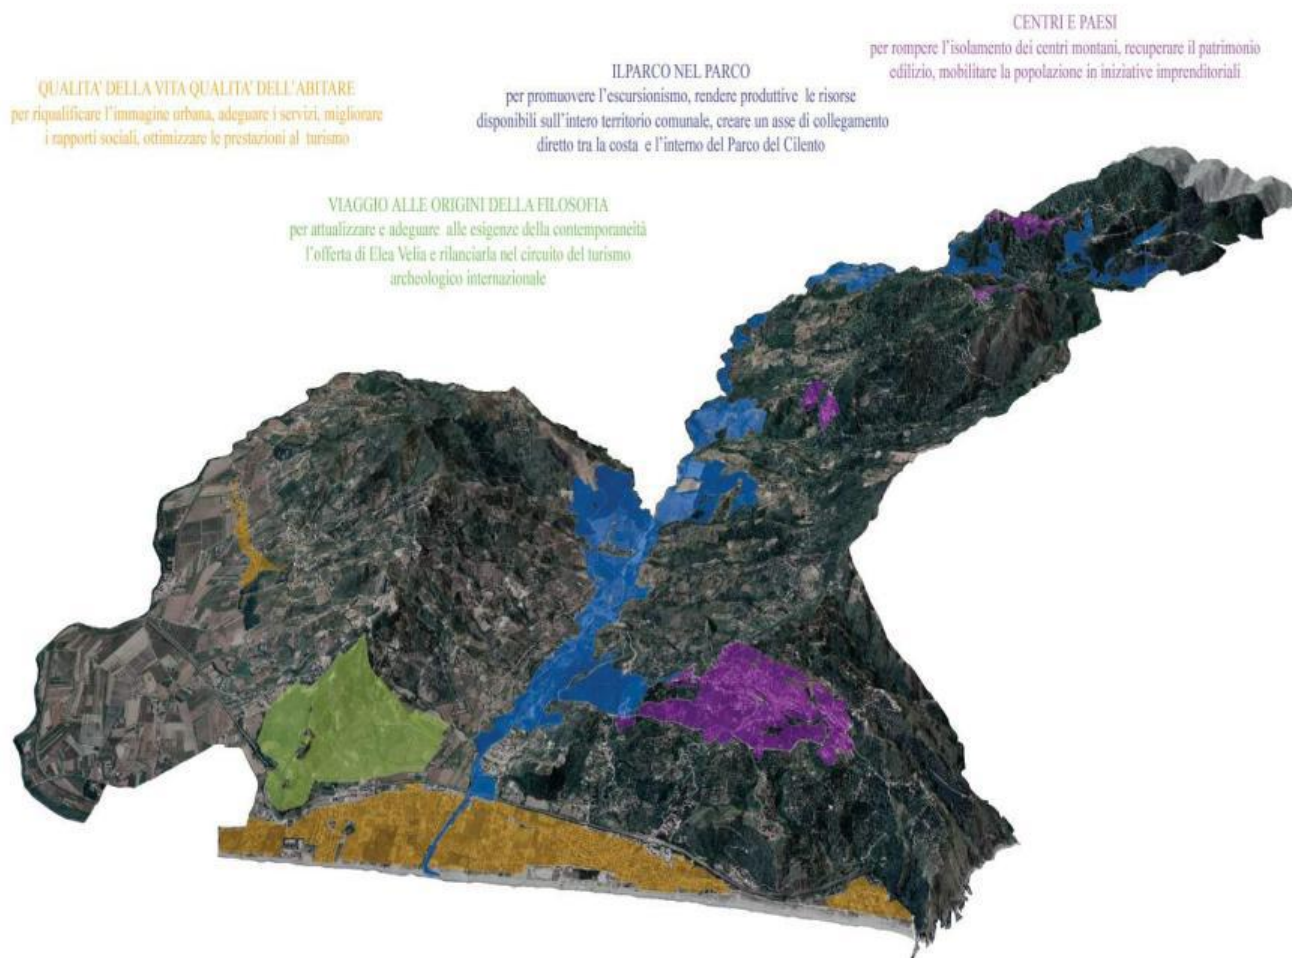 CENTRI E PAESI
per rompere l'isolamento dei centri montani, recuperare il patrimonio
edilizio, mobilitare la popolazione in iniziative imprenditoriali
ILPARCO NEL PARCO
per promuovere l'escursionismo, rendere produttive le risorse
disponibili sull'intero territorio comunale, creare un asse di collegamento
diretto tra la costa e l'interno del Parco del Cilento
QUALITA' DELLA VITA QUALITA' DELL'ABITARE
per riqualificare l'immagine urbana, adeguare i servizi, migliorare
i rapporti sociali, ottimizzare le prestazioni al turismo
VIAGGIO ALLE ORIGINI DELLA FILOSOFIA
per attualizzare e adeguare alle esigenze della contemporaneità
l'offerta di Elea Velia e rilanciarla nel circuito del turismo
archeologico internazionale